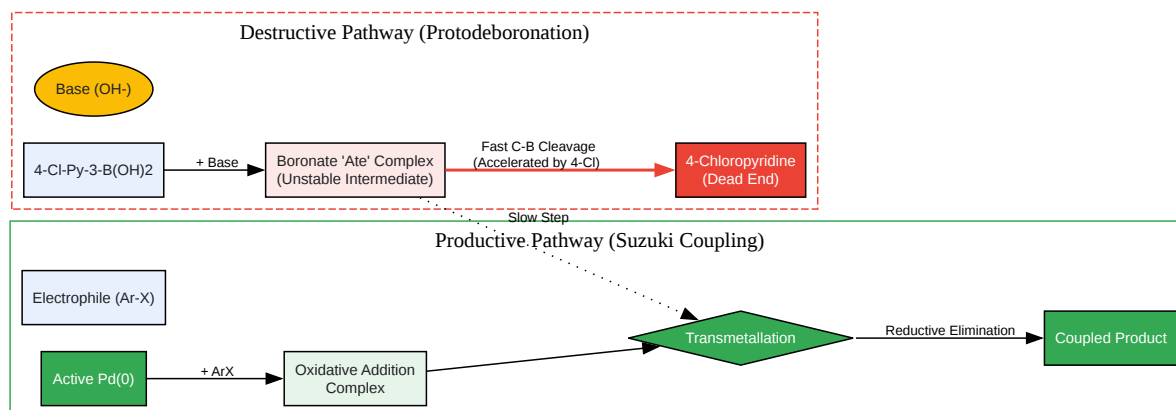 Destructive Pathway (Protodeboronation)
Base (OH-)
4-Cl-Py-3-B(OH)2
+ Base
Boronate 'Ate' Complex
(Unstable Intermediate)
Fast C-B Cleavage
(Accelerated by 4-Cl)
4-Chloropyridine
(Dead End)
Slow Step
Productive Pathway (Suzuki Coupling)
Electrophile (Ar-X)
Active Pd(0)
+ ArX
Oxidative Addition
Complex
Transmetallation
Reductive Elimination
Coupled Product